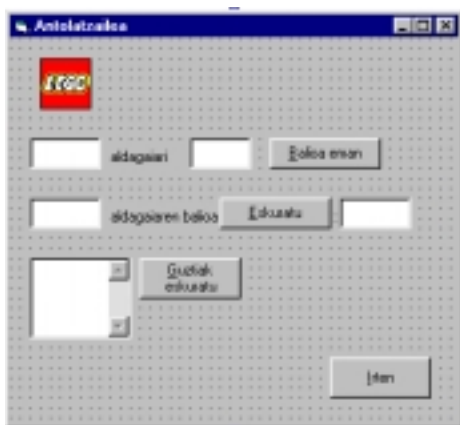 Antolatzailea
LEGO
aldagaiari
Balioa eman
aldagaiaren balioa
Eskuratu
Guztiak
eskuratu
Irten